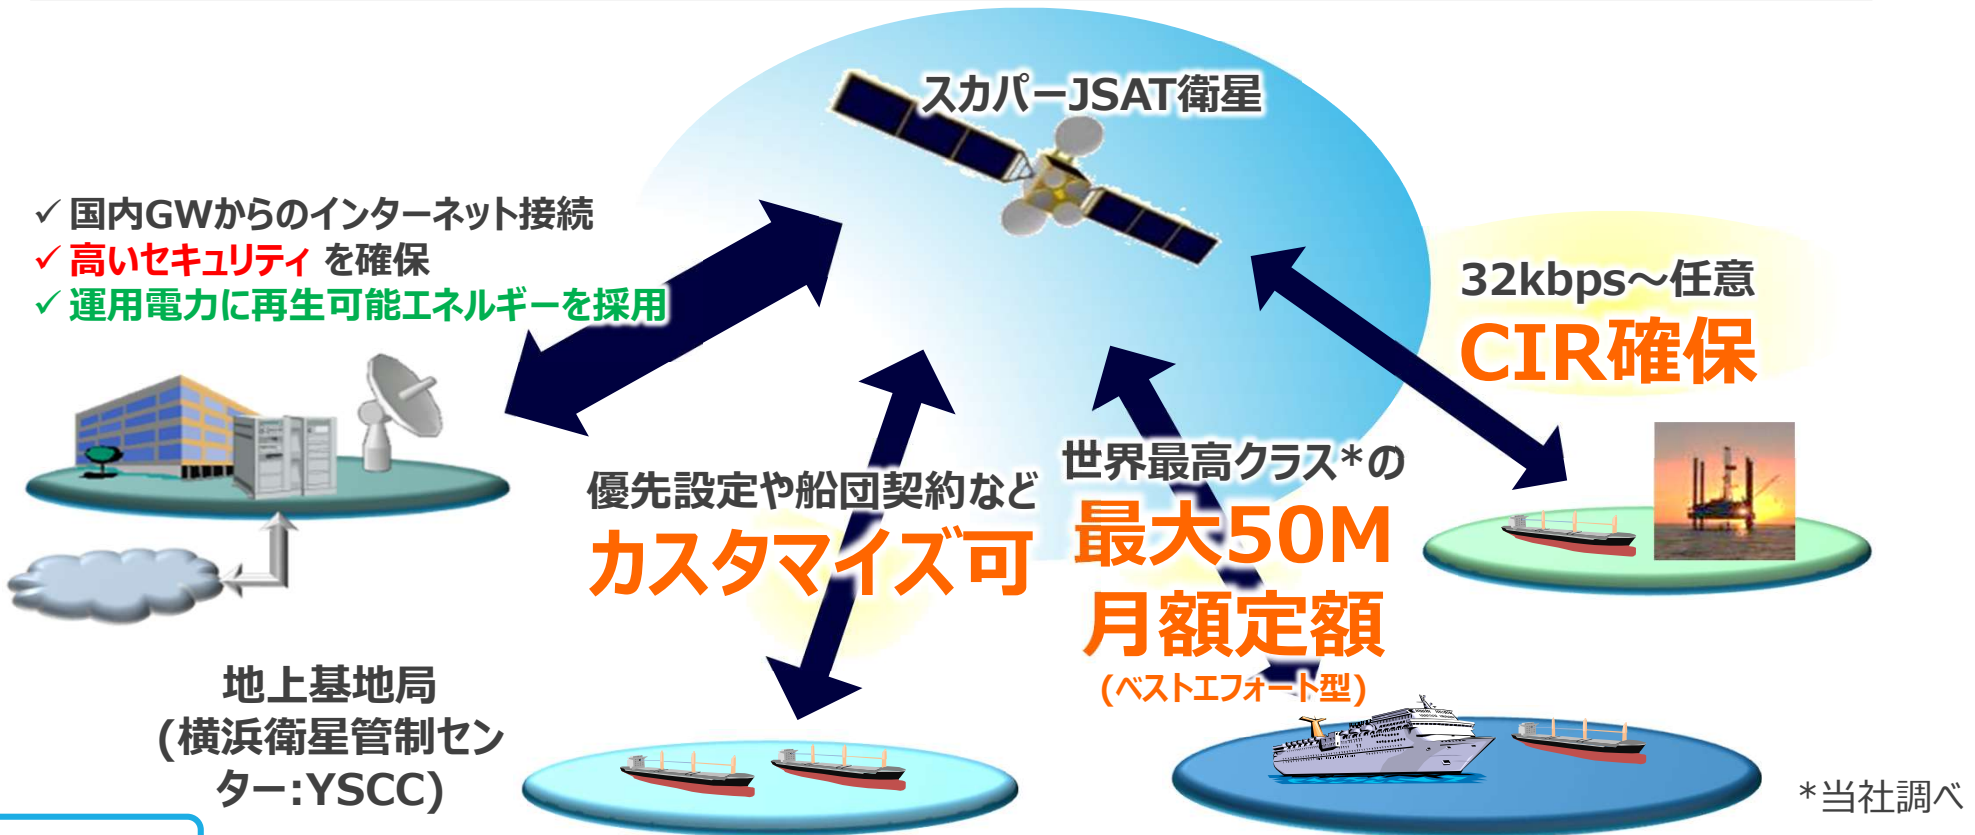 スカパーJSAT衛星
✓国内GWからのインターネット接続
✓高いセキュリティ を確保
✓運用電力に再生可能エネルギーを採用
32kbps～任意
CIR確保
優先設定や船団契約など
カスタマイズ可
世界最高クラス*の
最大50M
月額定額
(ベストエフォート型)
地上基地局
(横浜衛星管制セン
ター:YSCC)
*当社調べ